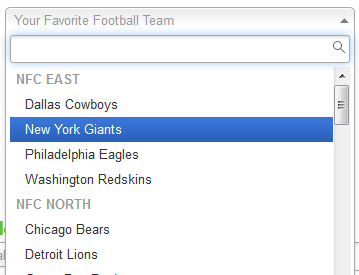 Your Favorite Football Team
NFC EAST
Dallas Cowboys
New York Giants
Philadelphia Eagles
Washington Redskins
NFC NORTH
Chicago Bears
Detroit Lions